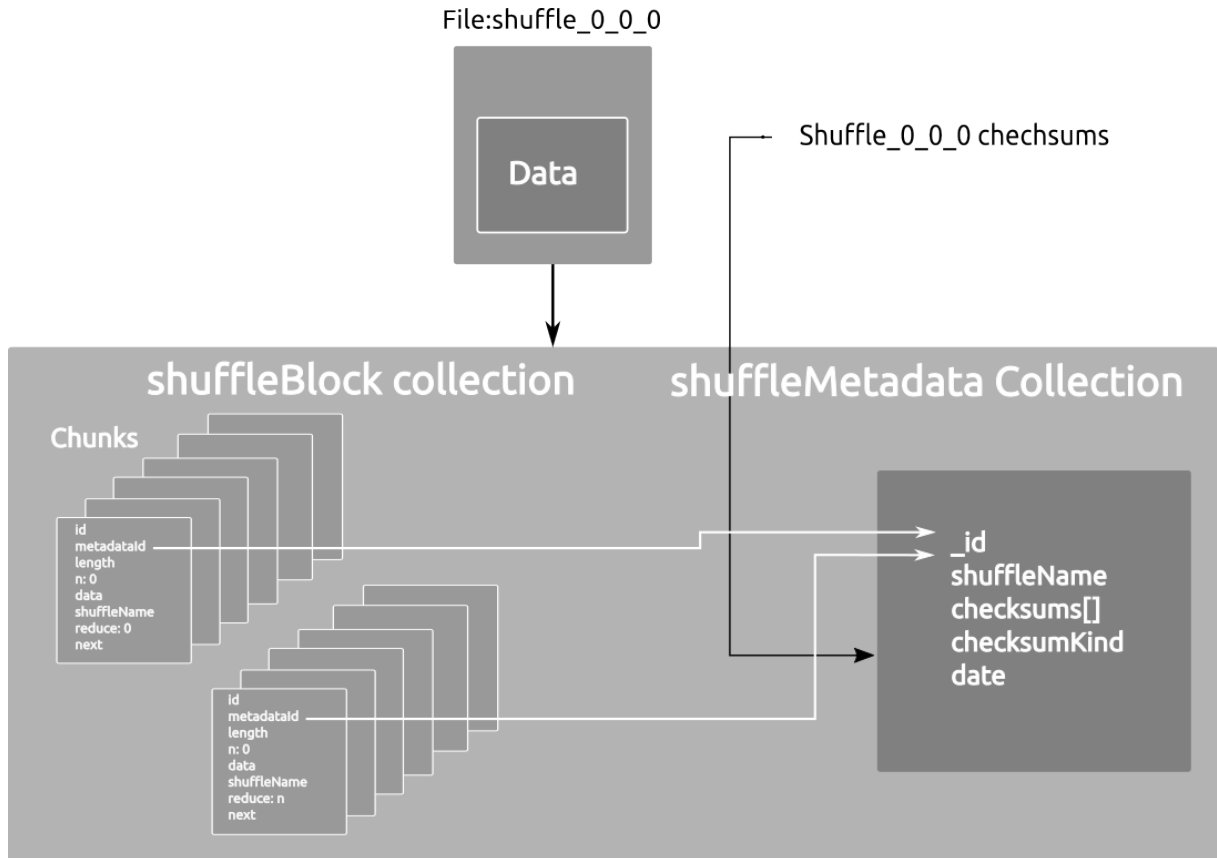 File:shuffle_0_0_0
Data
Shuffle_0_0_0 chechsums
shuffleBlock collection
shuffleMetadata Collection
Chunks
id
metadataId
length
n: 0
data
shuffleName
reduce: 0
next
id
metadataId
length
n: 0
data
shuffleName
reduce: n
next
_id
shuffleName
checksums[]
checksumKind
date